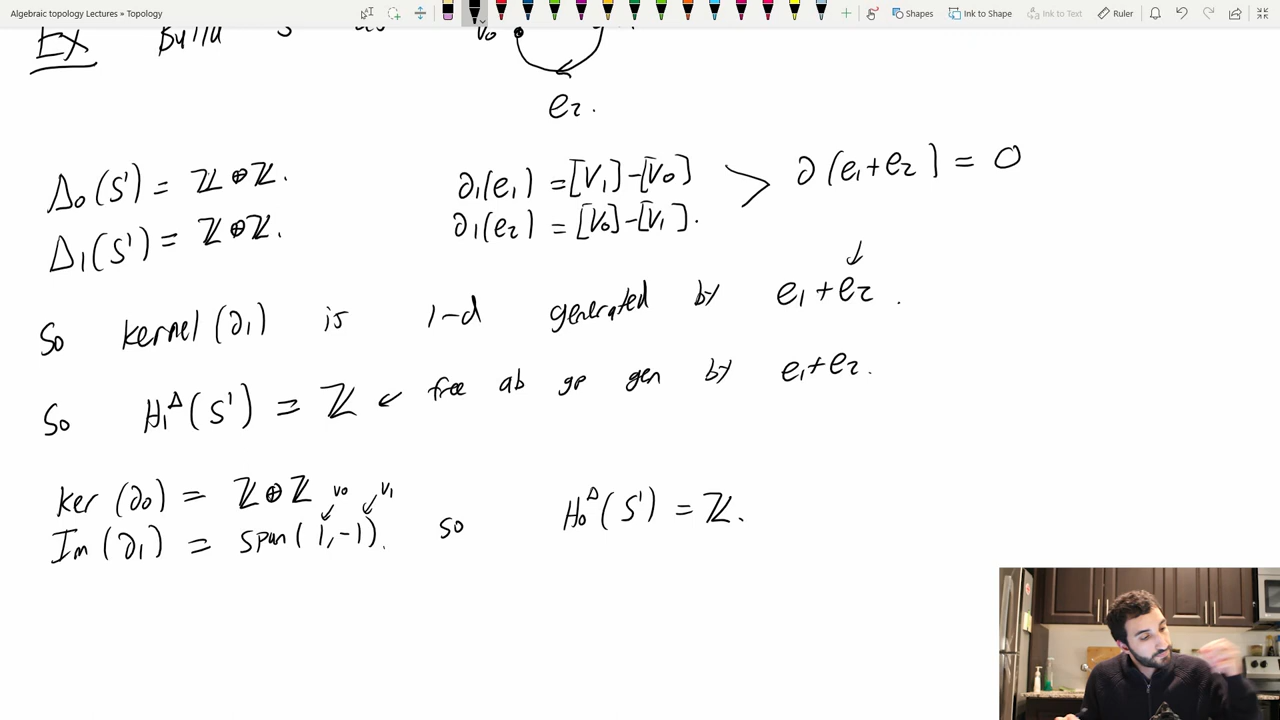 Algebraic topology Lectures » Topology
Shapes Ink to Shape Ink to Text Ruler
Ex Build
v₀
e₂.
Δ₀(S¹) = ℤ⊕ℤ.
∂₁(e₁) = [V₁]-[V₀]
∂(e₁+e₂) = 0
Δ₁(S¹) = ℤ⊕ℤ.
∂₁(e₂) = [V₀]-[V₁].
So kernel(∂₁) is 1-d generated by e₁+e₂.
So H₁^Δ(S¹) = ℤ ← free ab gp gen by e₁+e₂.
ker(∂₀) = ℤ⊕ℤ
v₀ v₁
Im(∂₁) = span(1,-1). so H₀^Δ(S¹) = ℤ.